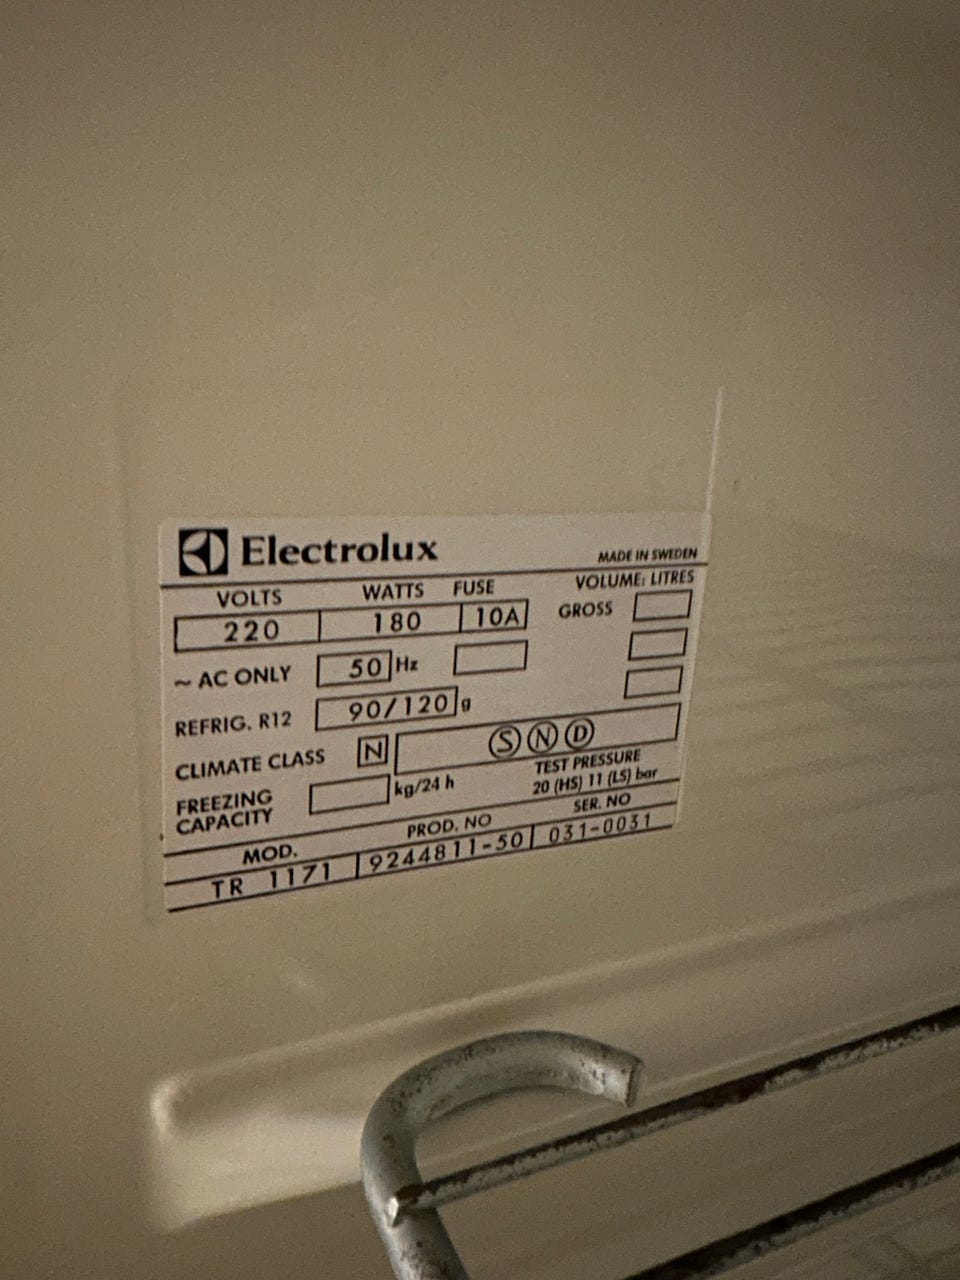 Electrolux
MADE IN SWEDEN
VOLTS WATTS FUSE VOLUME: LITRES
220 180 10A GROSS
~ AC ONLY 50 Hz
REFRIG. R12 90/120 g
CLIMATE CLASS N S N D
FREEZING CAPACITY kg/24 h
TEST PRESSURE
20 (HS) 11 (LS) bar
MOD. PROD. NO SER. NO
TR 1171 9244811-50 031-0031